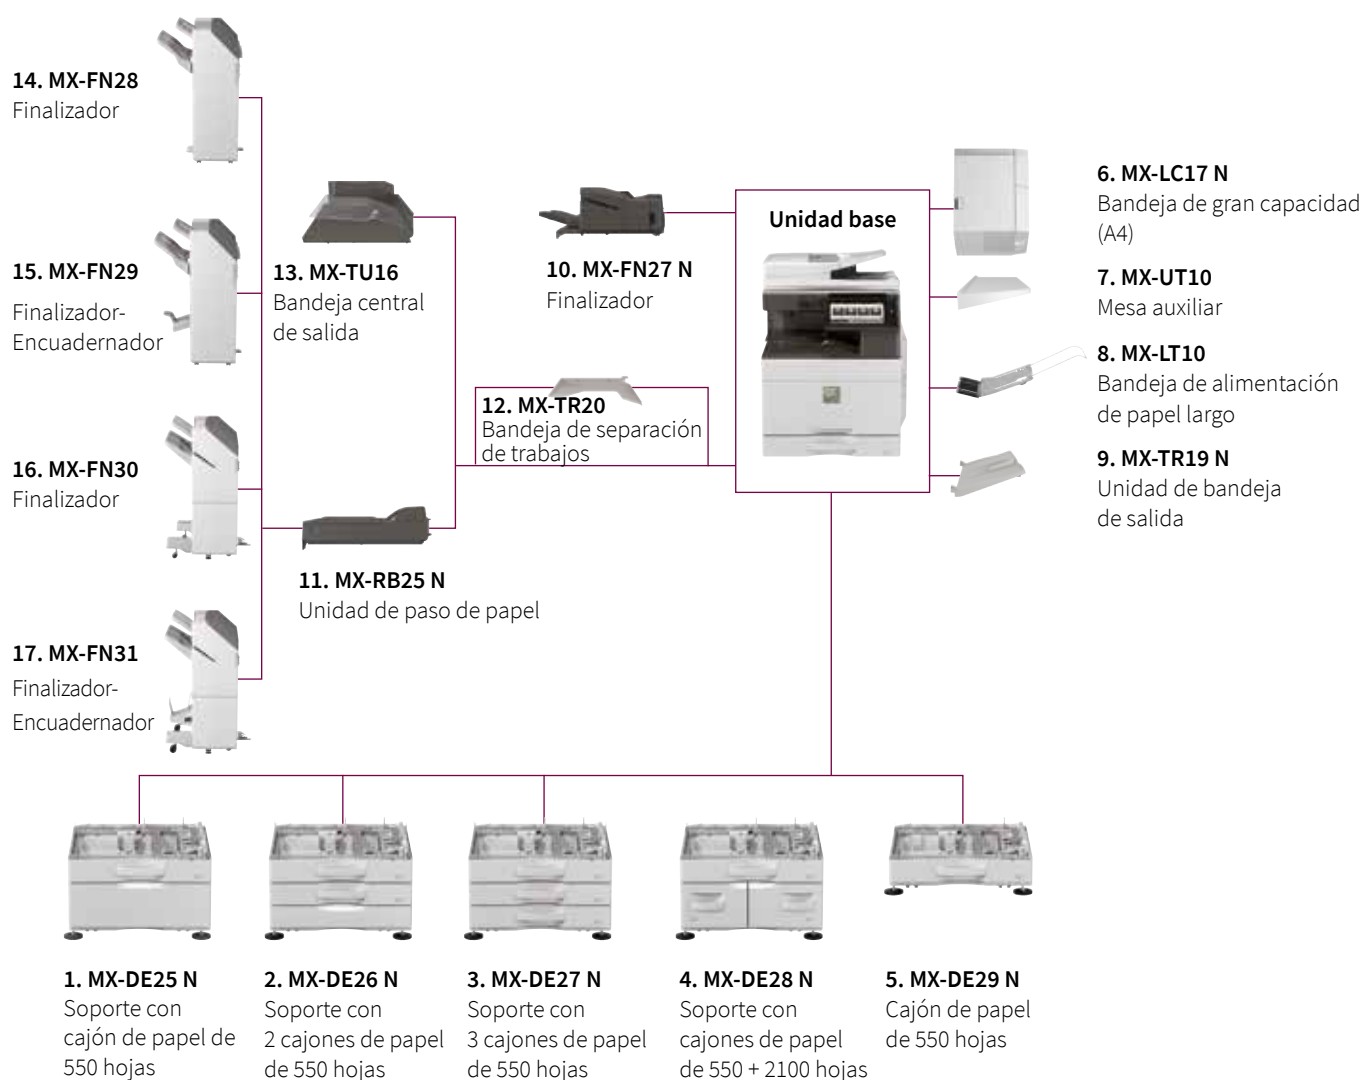 14. MX-FN28
Finalizador
15. MX-FN29
Finalizador-
Encuadernador
16. MX-FN30
Finalizador
17. MX-FN31
Finalizador-
Encuadernador
13. MX-TU16
Bandeja central
de salida
10. MX-FN27 N
Finalizador
12. MX-TR20
Bandeja de separación
de trabajos
11. MX-RB25 N
Unidad de paso de papel
Unidad base
6. MX-LC17 N
Bandeja de gran capacidad
(A4)
7. MX-UT10
Mesa auxiliar
8. MX-LT10
Bandeja de alimentación
de papel largo
9. MX-TR19 N
Unidad de bandeja
de salida
1. MX-DE25 N
Soporte con
cajón de papel de
550 hojas
2. MX-DE26 N
Soporte con
2 cajones de papel
de 550 hojas
3. MX-DE27 N
Soporte con
3 cajones de papel
de 550 hojas
4. MX-DE28 N
Soporte con
cajones de papel
de 550 + 2100 hojas
5. MX-DE29 N
Cajón de papel
de 550 hojas